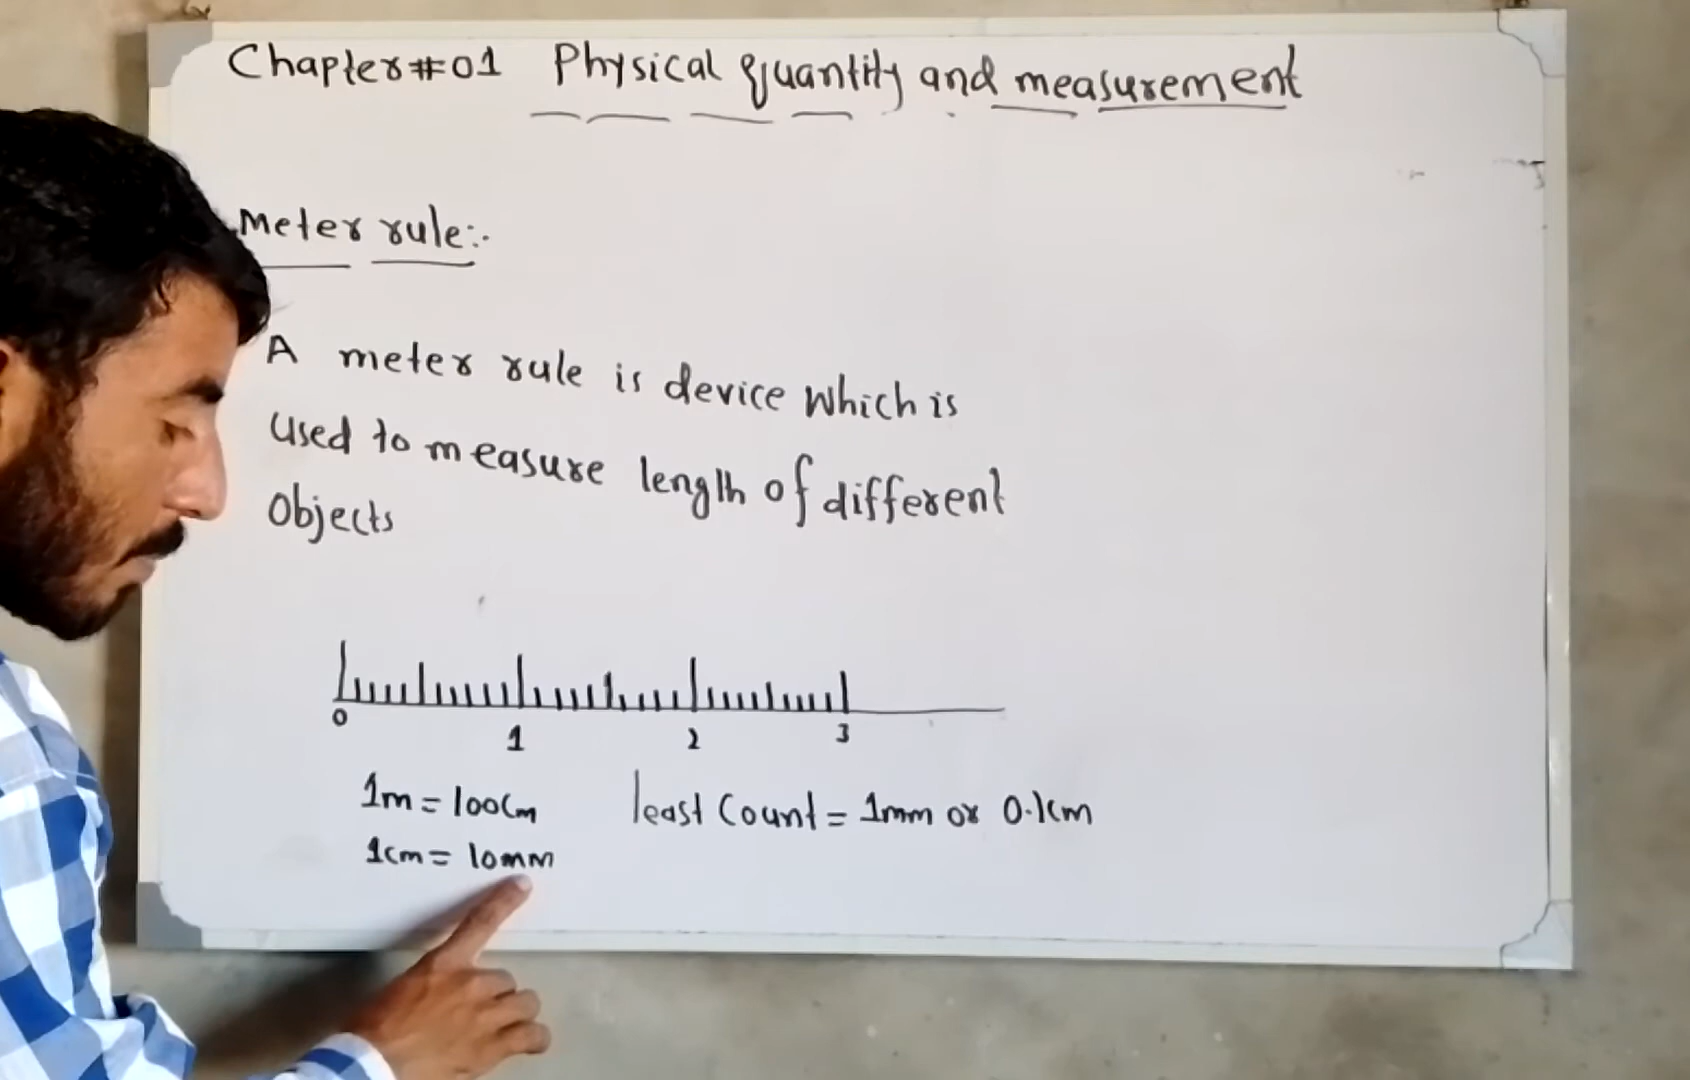 Chapter#01 Physical quantity and measurement
Meter rule:-
A meter rule is device which is
used to measure length of different
Objects
0 1 2 3
1m = 100cm least Count = 1mm or 0.1cm
1cm = 10mm